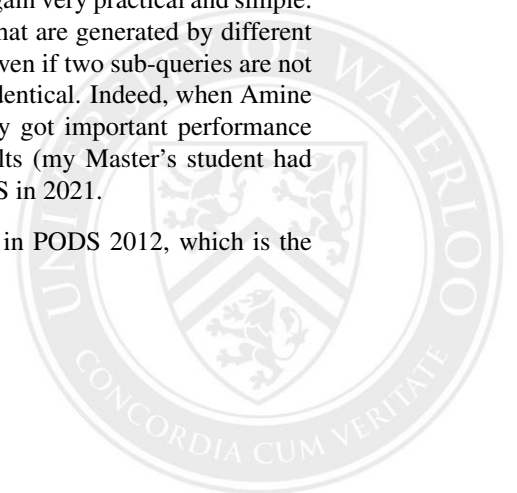 gain very practical and simple.
hat are generated by different
ven if two sub-queries are not
dentical. Indeed, when Amine
y got important performance
lts (my Master's student had
S in 2021.
in PODS 2012, which is the
UNIVERSITY OF WATERLOO
CONCORDIA CUM VERITATE